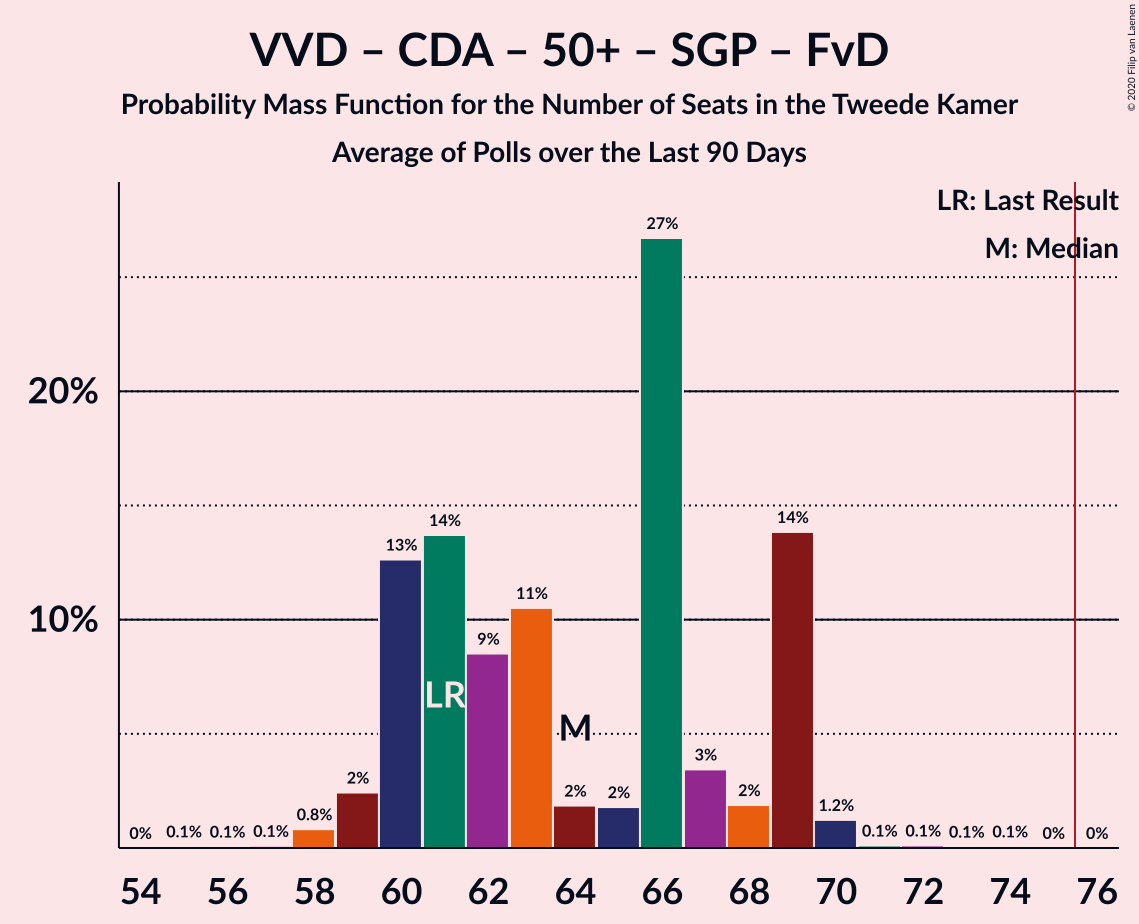 VVD – CDA – 50+ – SGP – FvD
Probability Mass Function for the Number of Seats in the Tweede Kamer
Average of Polls over the Last 90 Days
© 2020 Filip van Laenen
LR: Last Result
M: Median
27%
20%
14%
14%
13%
11%
10%
9%
LR
M
3%
2%
2%
2%
2%
1.2%
0.8%
0% 0.1% 0.1% 0.1%
0.1% 0.1% 0.1% 0.1% 0% 0%
54 56 58 60 62 64 66 68 70 72 74 76